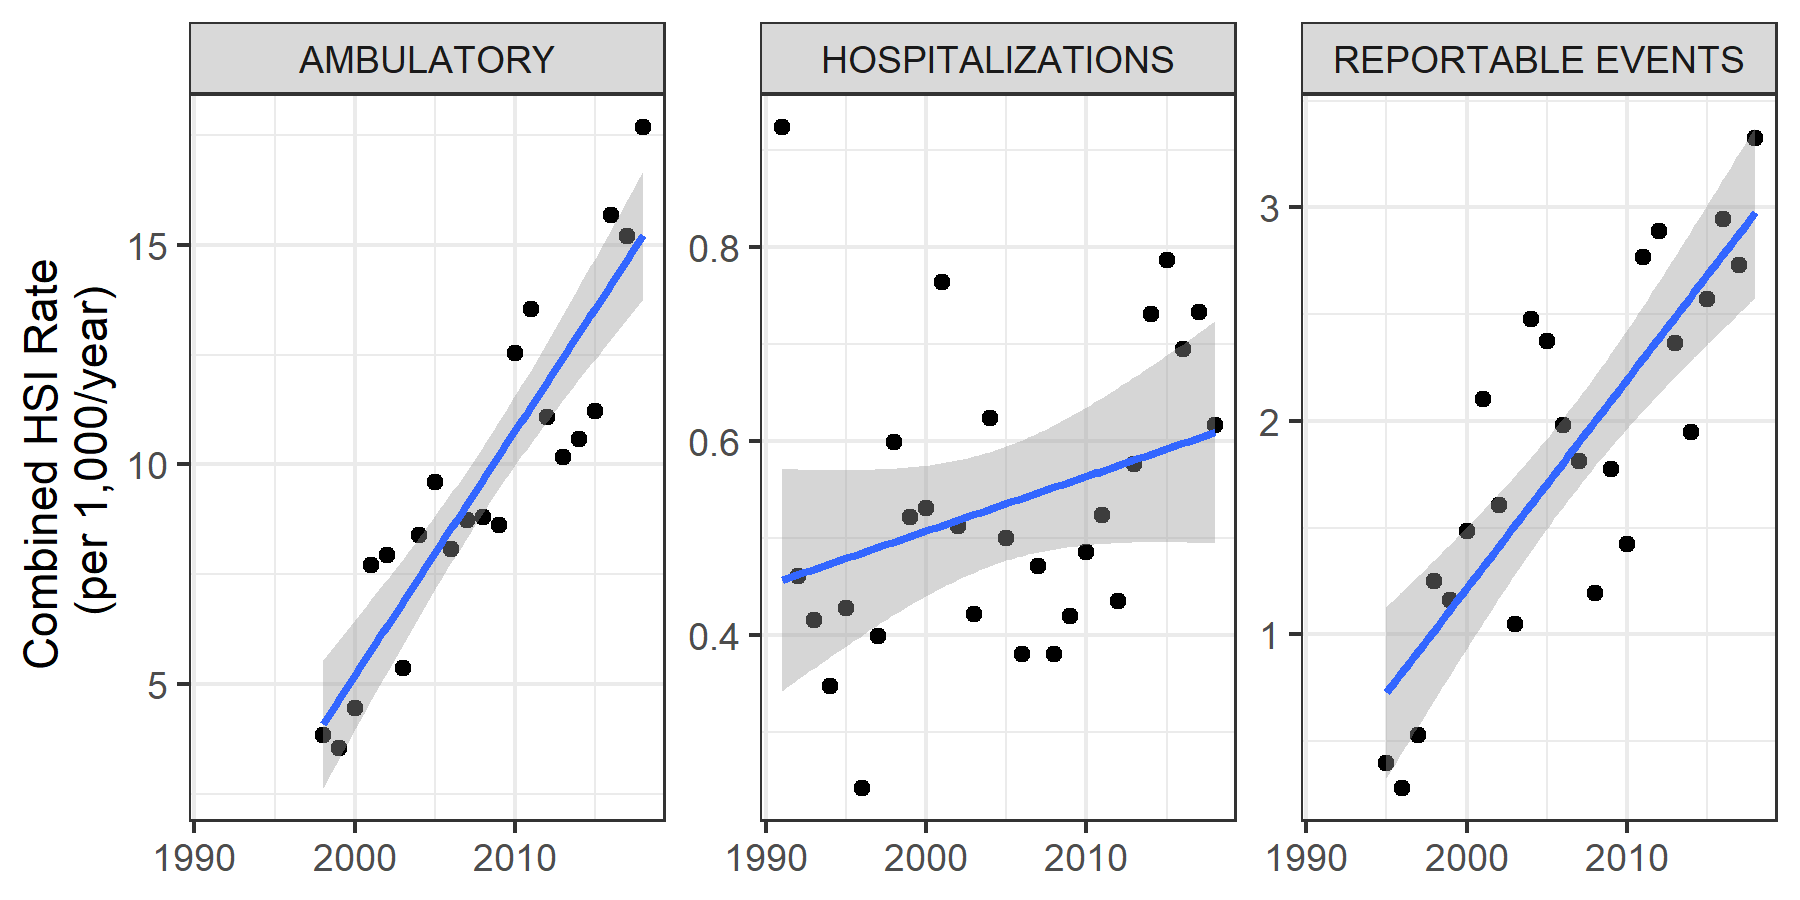 AMBULATORY
HOSPITALIZATIONS
REPORTABLE EVENTS
Combined HSI Rate
(per 1,000/year)
15
10
5
0.8
0.6
0.4
3
2
1
1990 2000 2010
1990 2000 2010
1990 2000 2010